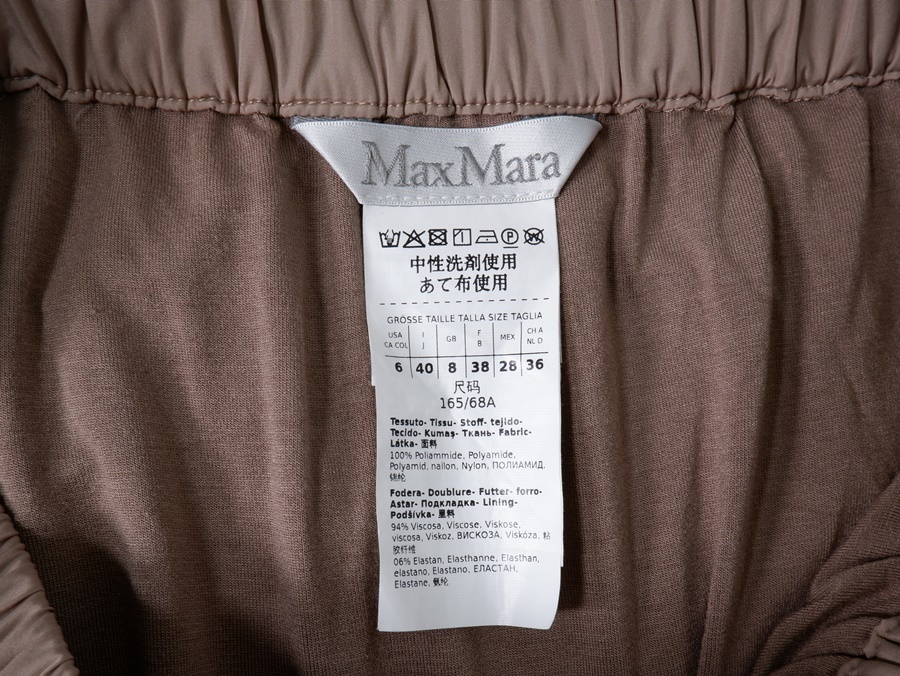 MaxMara
中性洗剤使用
あて布使用
GRÖSSE TAILLE TALLA SIZE TAGLIA
USA CA COL I J GB F B MEX CH A NL D
6 40 8 38 28 36
尺码
165/68A
Tessuto- Tissu- Stoff- tejido-
Tecido- Kumaş- Ткань- Fabric-
Látka- 面料
100% Poliammide, Polyamide,
Polyamid, nailon, Nylon, ПОЛИАМИД,
锦纶
Fodera- Doublure- Futter- forro-
Astar- Подкладка- Lining-
Podšívka- 里料
94% Viscosa, Viscose, Viskose,
viscosa, Viskoz, ВИСКОЗА, Viskóza, 粘
胶纤维
06% Elastan, Elasthanne, Elasthan,
elastano, Elastano, ЕЛАСТАН,
Elastane, 氨纶